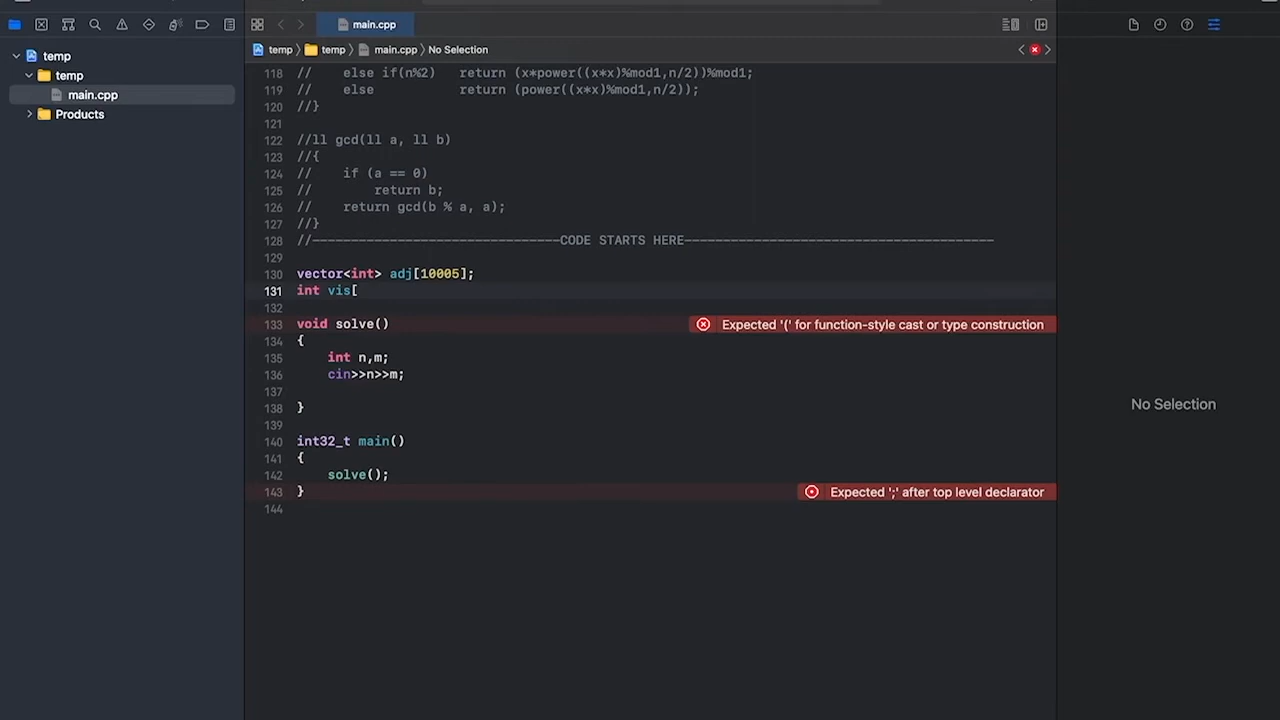 main.cpp
temp
temp
main.cpp
Products
temp
temp
main.cpp
No Selection
118 //    else if(n%2)   return (x*power((x*x)%mod1,n/2))%mod1;
119 //    else           return (power((x*x)%mod1,n/2));
120 //}
121
122 //ll gcd(ll a, ll b)
123 //{
124 //    if (a == 0)
125 //        return b;
126 //    return gcd(b % a, a);
127 //}
128 //--------------------------------CODE STARTS HERE----------------------------------------
129
130 vector<int> adj[10005];
131 int vis[
132
133 void solve() Expected '(' for function-style cast or type construction
134 {
135     int n,m;
136     cin>>n>>m;
137
138 }
139
140 int32_t main()
141 {
142     solve();
143 } Expected ';' after top level declarator
144
No Selection